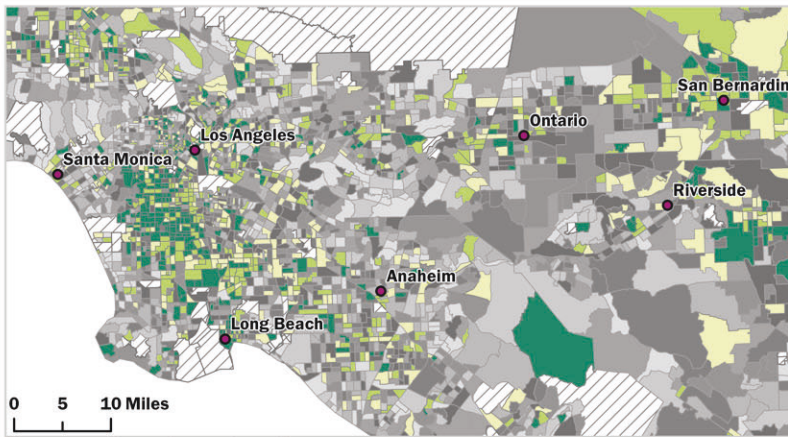 San Bernardin
Ontario
Los Angeles
Santa Monica
Riverside
Anaheim
Long Beach
0 5 10 Miles